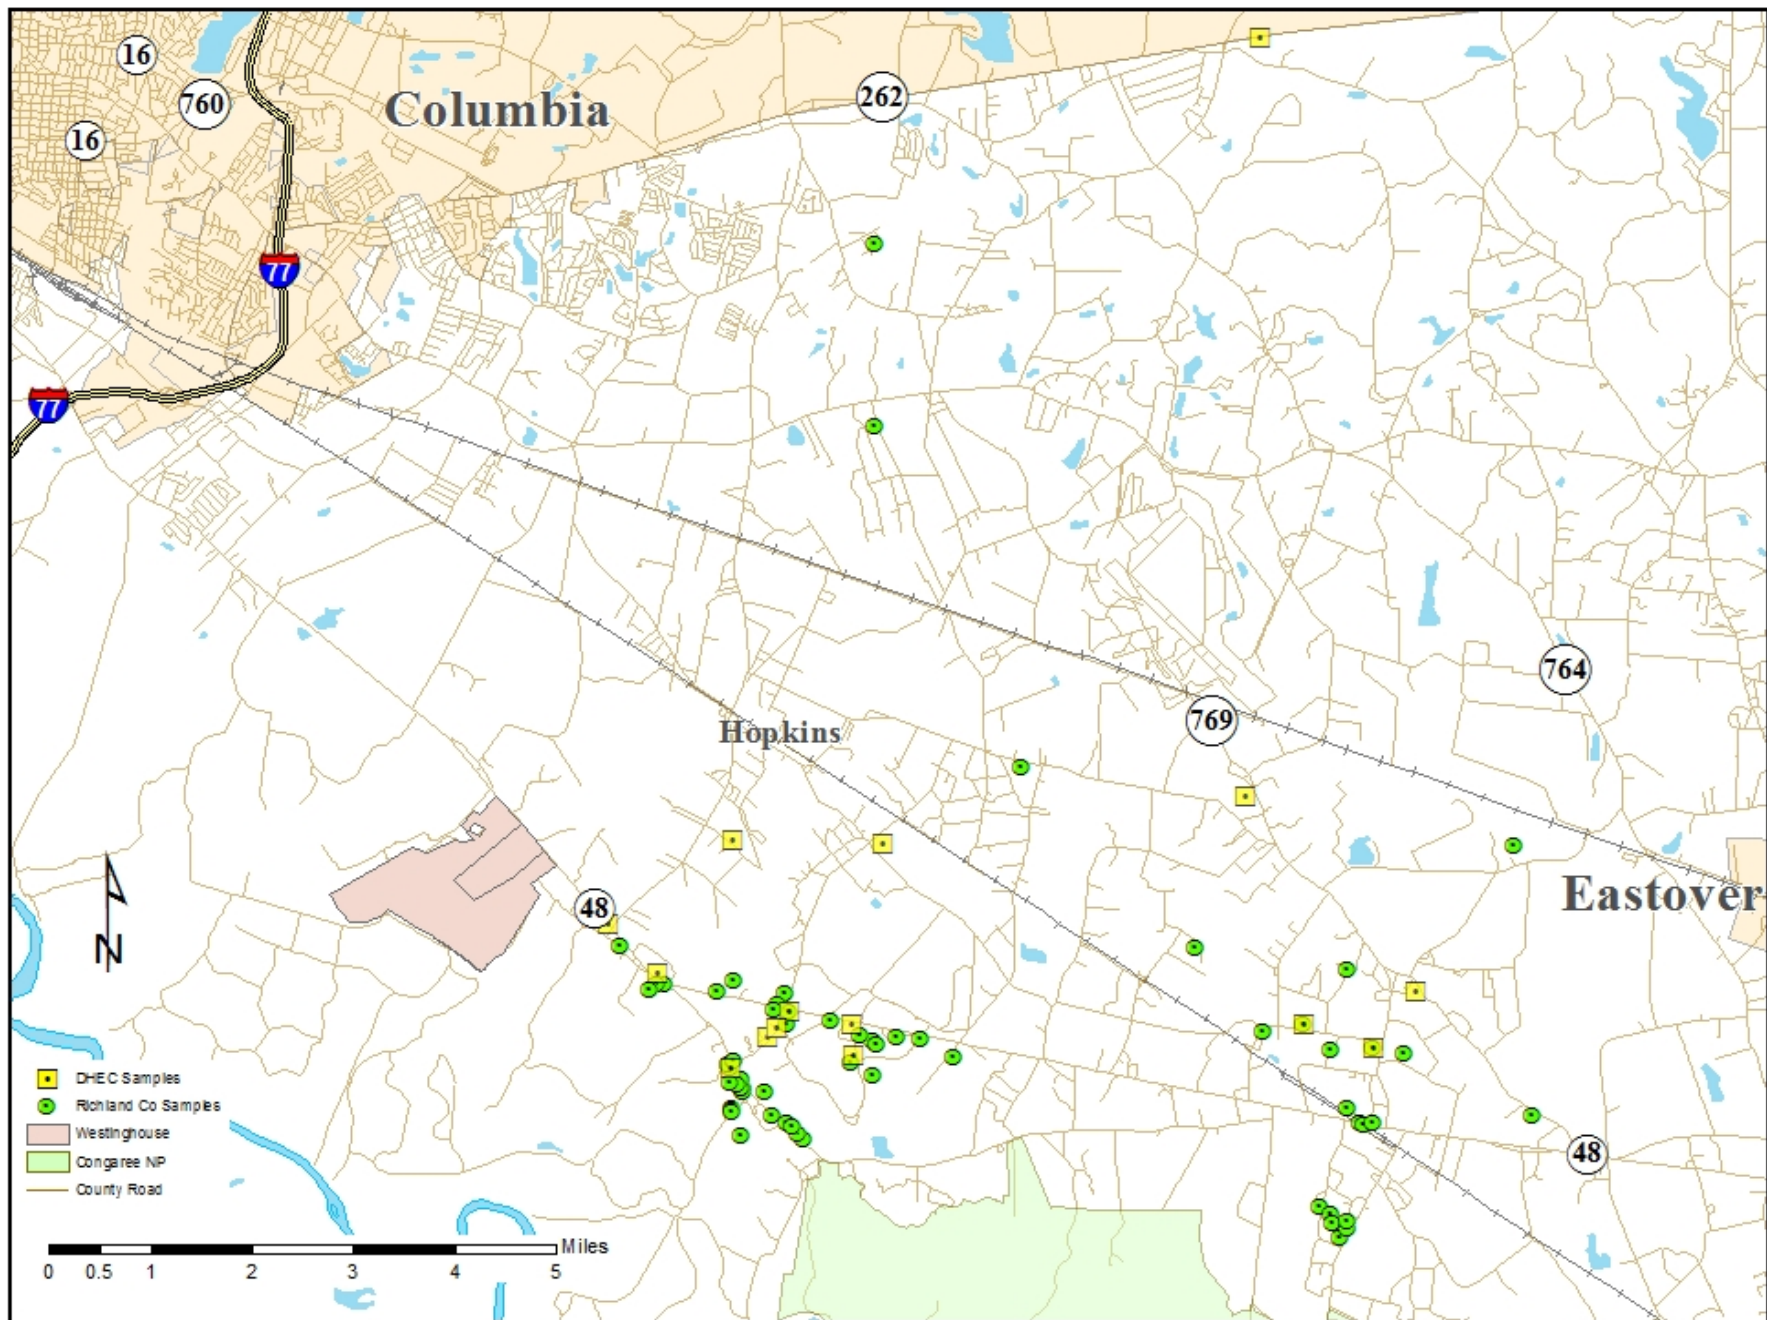 16
760
Columbia
262
16
77
77
764
769
Hopkins
Eastover
48
N
DHEC Samples
Richland Co Samples
Westinghouse
Congaree NP
County Road
48
Miles
0 0.5 1 2 3 4 5